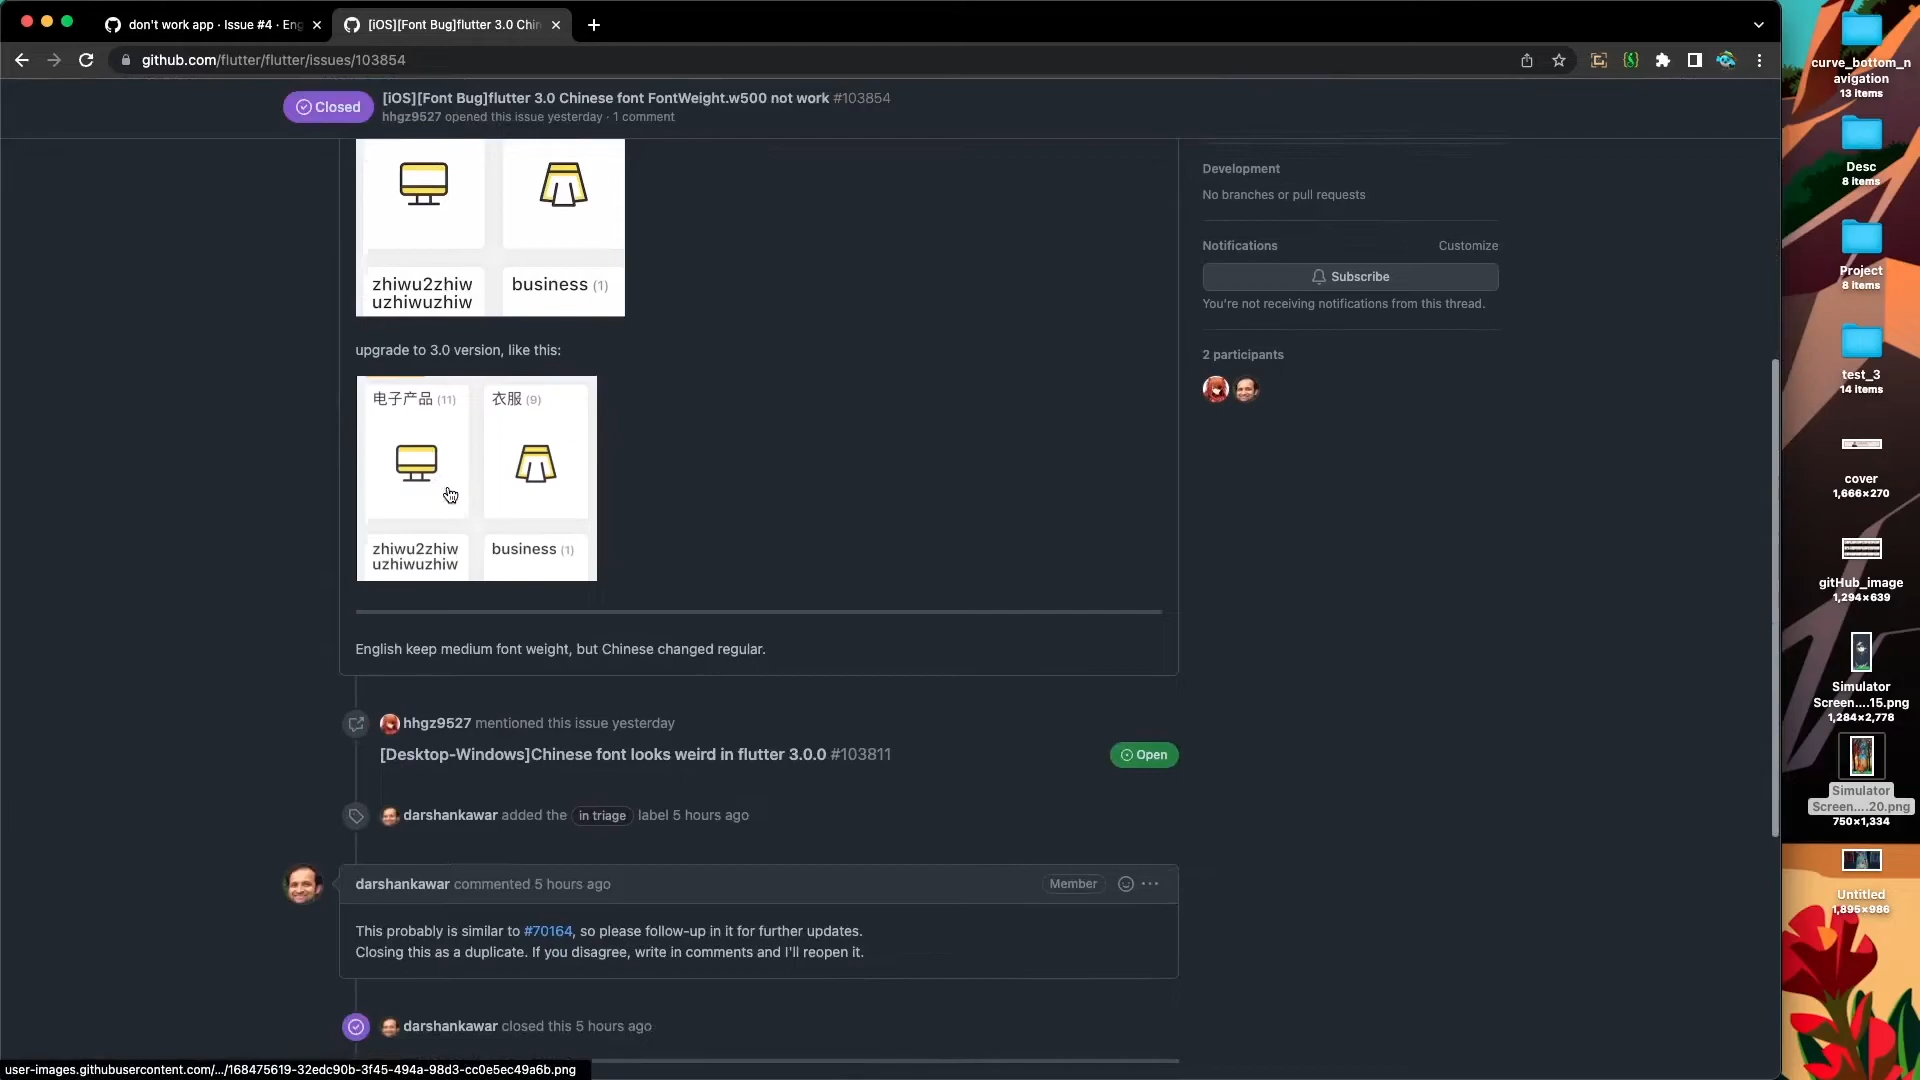 don't work app · Issue #4 · Eng
[iOS][Font Bug]flutter 3.0 Chin
github.com/flutter/flutter/issues/103854
Closed
[iOS][Font Bug]flutter 3.0 Chinese font FontWeight.w500 not work #103854
hhgz9527 opened this issue yesterday · 1 comment
zhiwu2zhiw
uzhiwuzhiw
business (1)
upgrade to 3.0 version, like this:
电子产品 (11)
衣服 (9)
zhiwu2zhiw
uzhiwuzhiw
business (1)
English keep medium font weight, but Chinese changed regular.
hhgz9527 mentioned this issue yesterday
[Desktop-Windows]Chinese font looks weird in flutter 3.0.0 #103811
Open
darshankawar added the in triage label 5 hours ago
darshankawar commented 5 hours ago
Member
This probably is similar to #70164, so please follow-up in it for further updates.
Closing this as a duplicate. If you disagree, write in comments and I'll reopen it.
darshankawar closed this 5 hours ago
user-images.githubusercontent.com/.../168475619-32edc90b-3f45-494a-98d3-cc0e5ec49a6b.png
Development
No branches or pull requests
Notifications
Customize
Subscribe
You're not receiving notifications from this thread.
2 participants
curve_bottom_n
avigation
13 items
Desc
8 items
Project
8 items
test_3
14 items
cover
1,666×270
gitHub_image
1,294×639
Simulator
Screen....15.png
1,284×2,778
Simulator
Screen....20.png
750×1,334
Untitled
1,895×986